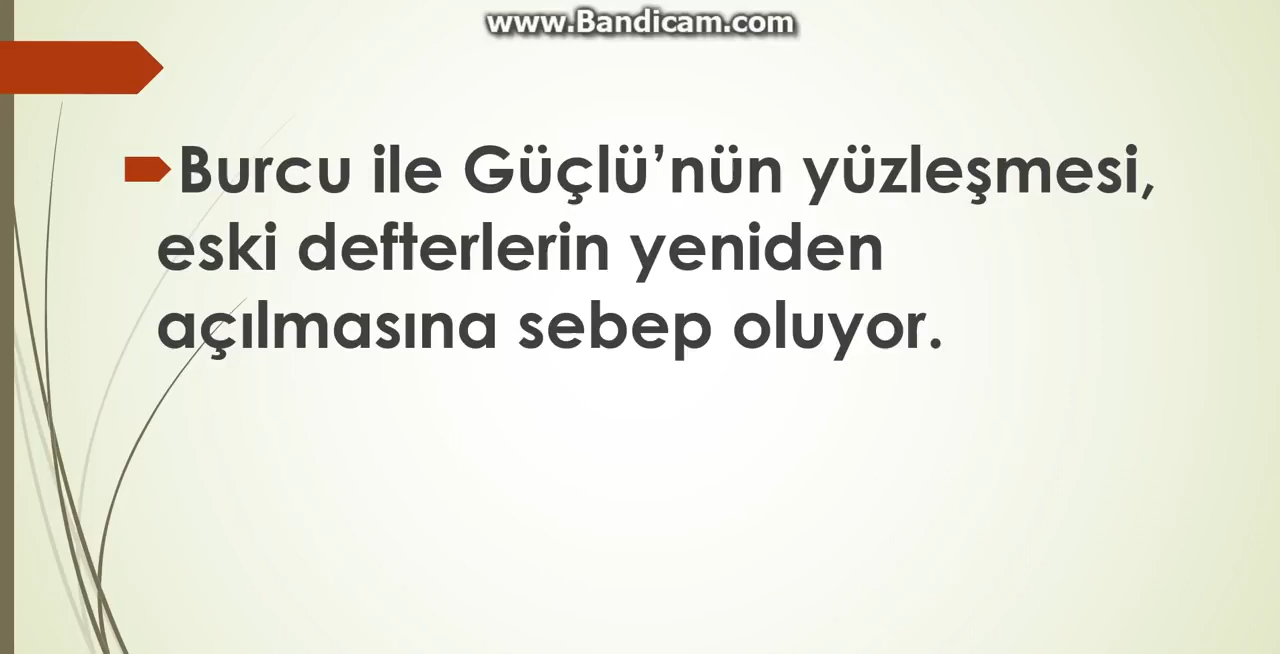 www.Bandicam.com
Burcu ile Güçlü’nün yüzleşmesi,
eski defterlerin yeniden
açılmasına sebep oluyor.